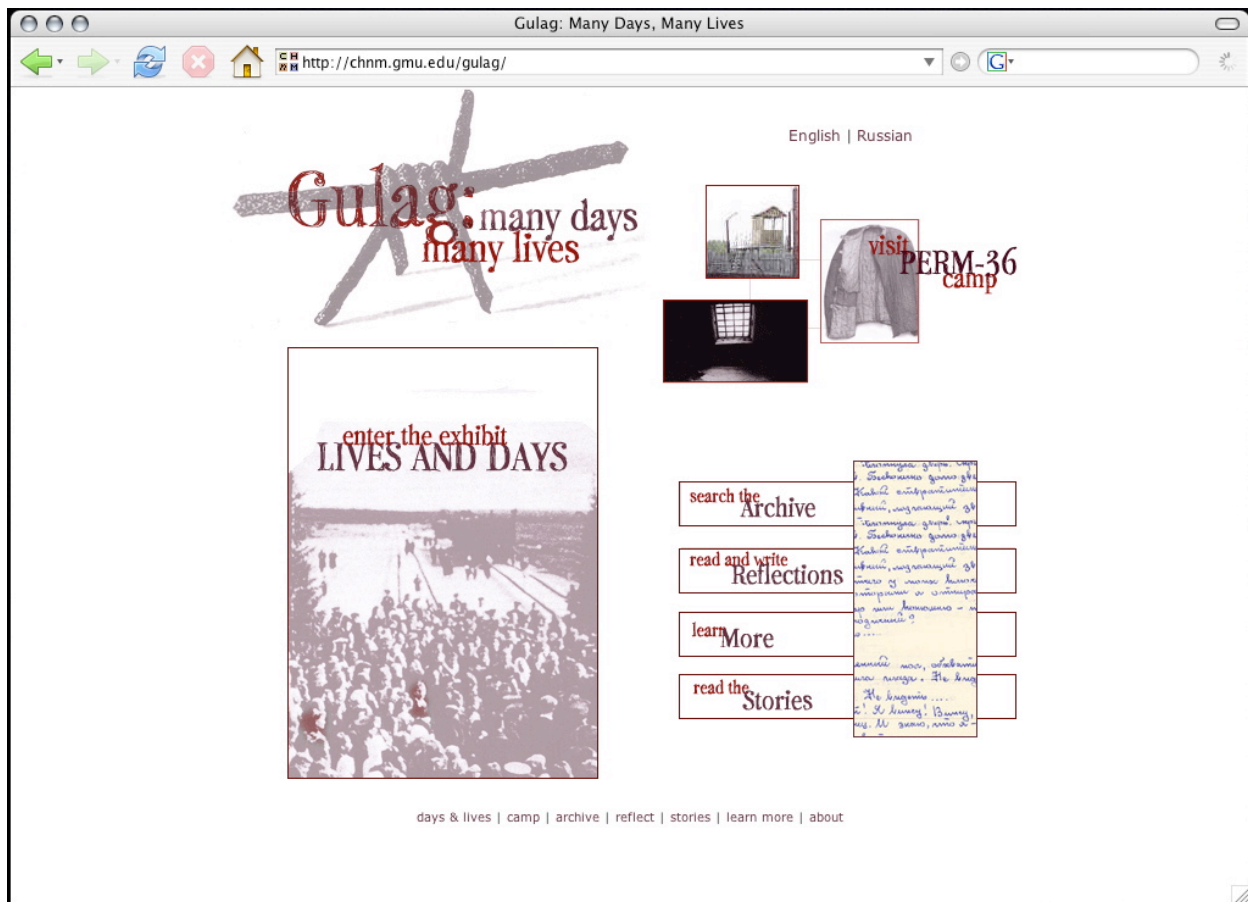 Gulag: Many Days, Many Lives
http://chnm.gmu.edu/gulag/
English | Russian
Gulag: many days
many lives
visit
PERM-36
camp
enter the exhibit
LIVES AND DAYS
search the
Archive
read and write
Reflections
learn
More
read the
Stories
days & lives | camp | archive | reflect | stories | learn more | about